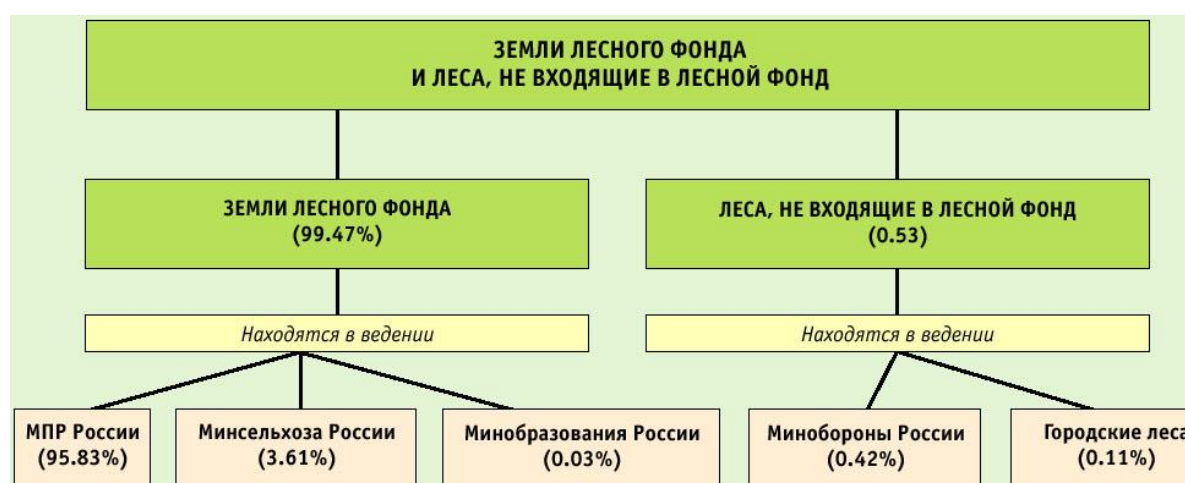 ЗЕМЛИ ЛЕСНОГО ФОНДА
И ЛЕСА, НЕ ВХОДЯЩИЕ В ЛЕСНОЙ ФОНД
ЗЕМЛИ ЛЕСНОГО ФОНДА
(99.47%)
ЛЕСА, НЕ ВХОДЯЩИЕ В ЛЕСНОЙ ФОНД
(0.53)
Находятся в ведении
Находятся в ведении
МПР России
(95.83%)
Минсельхоза России
(3.61%)
Минобразования России
(0.03%)
Минобороны России
(0.42%)
Городские леса
(0.11%)